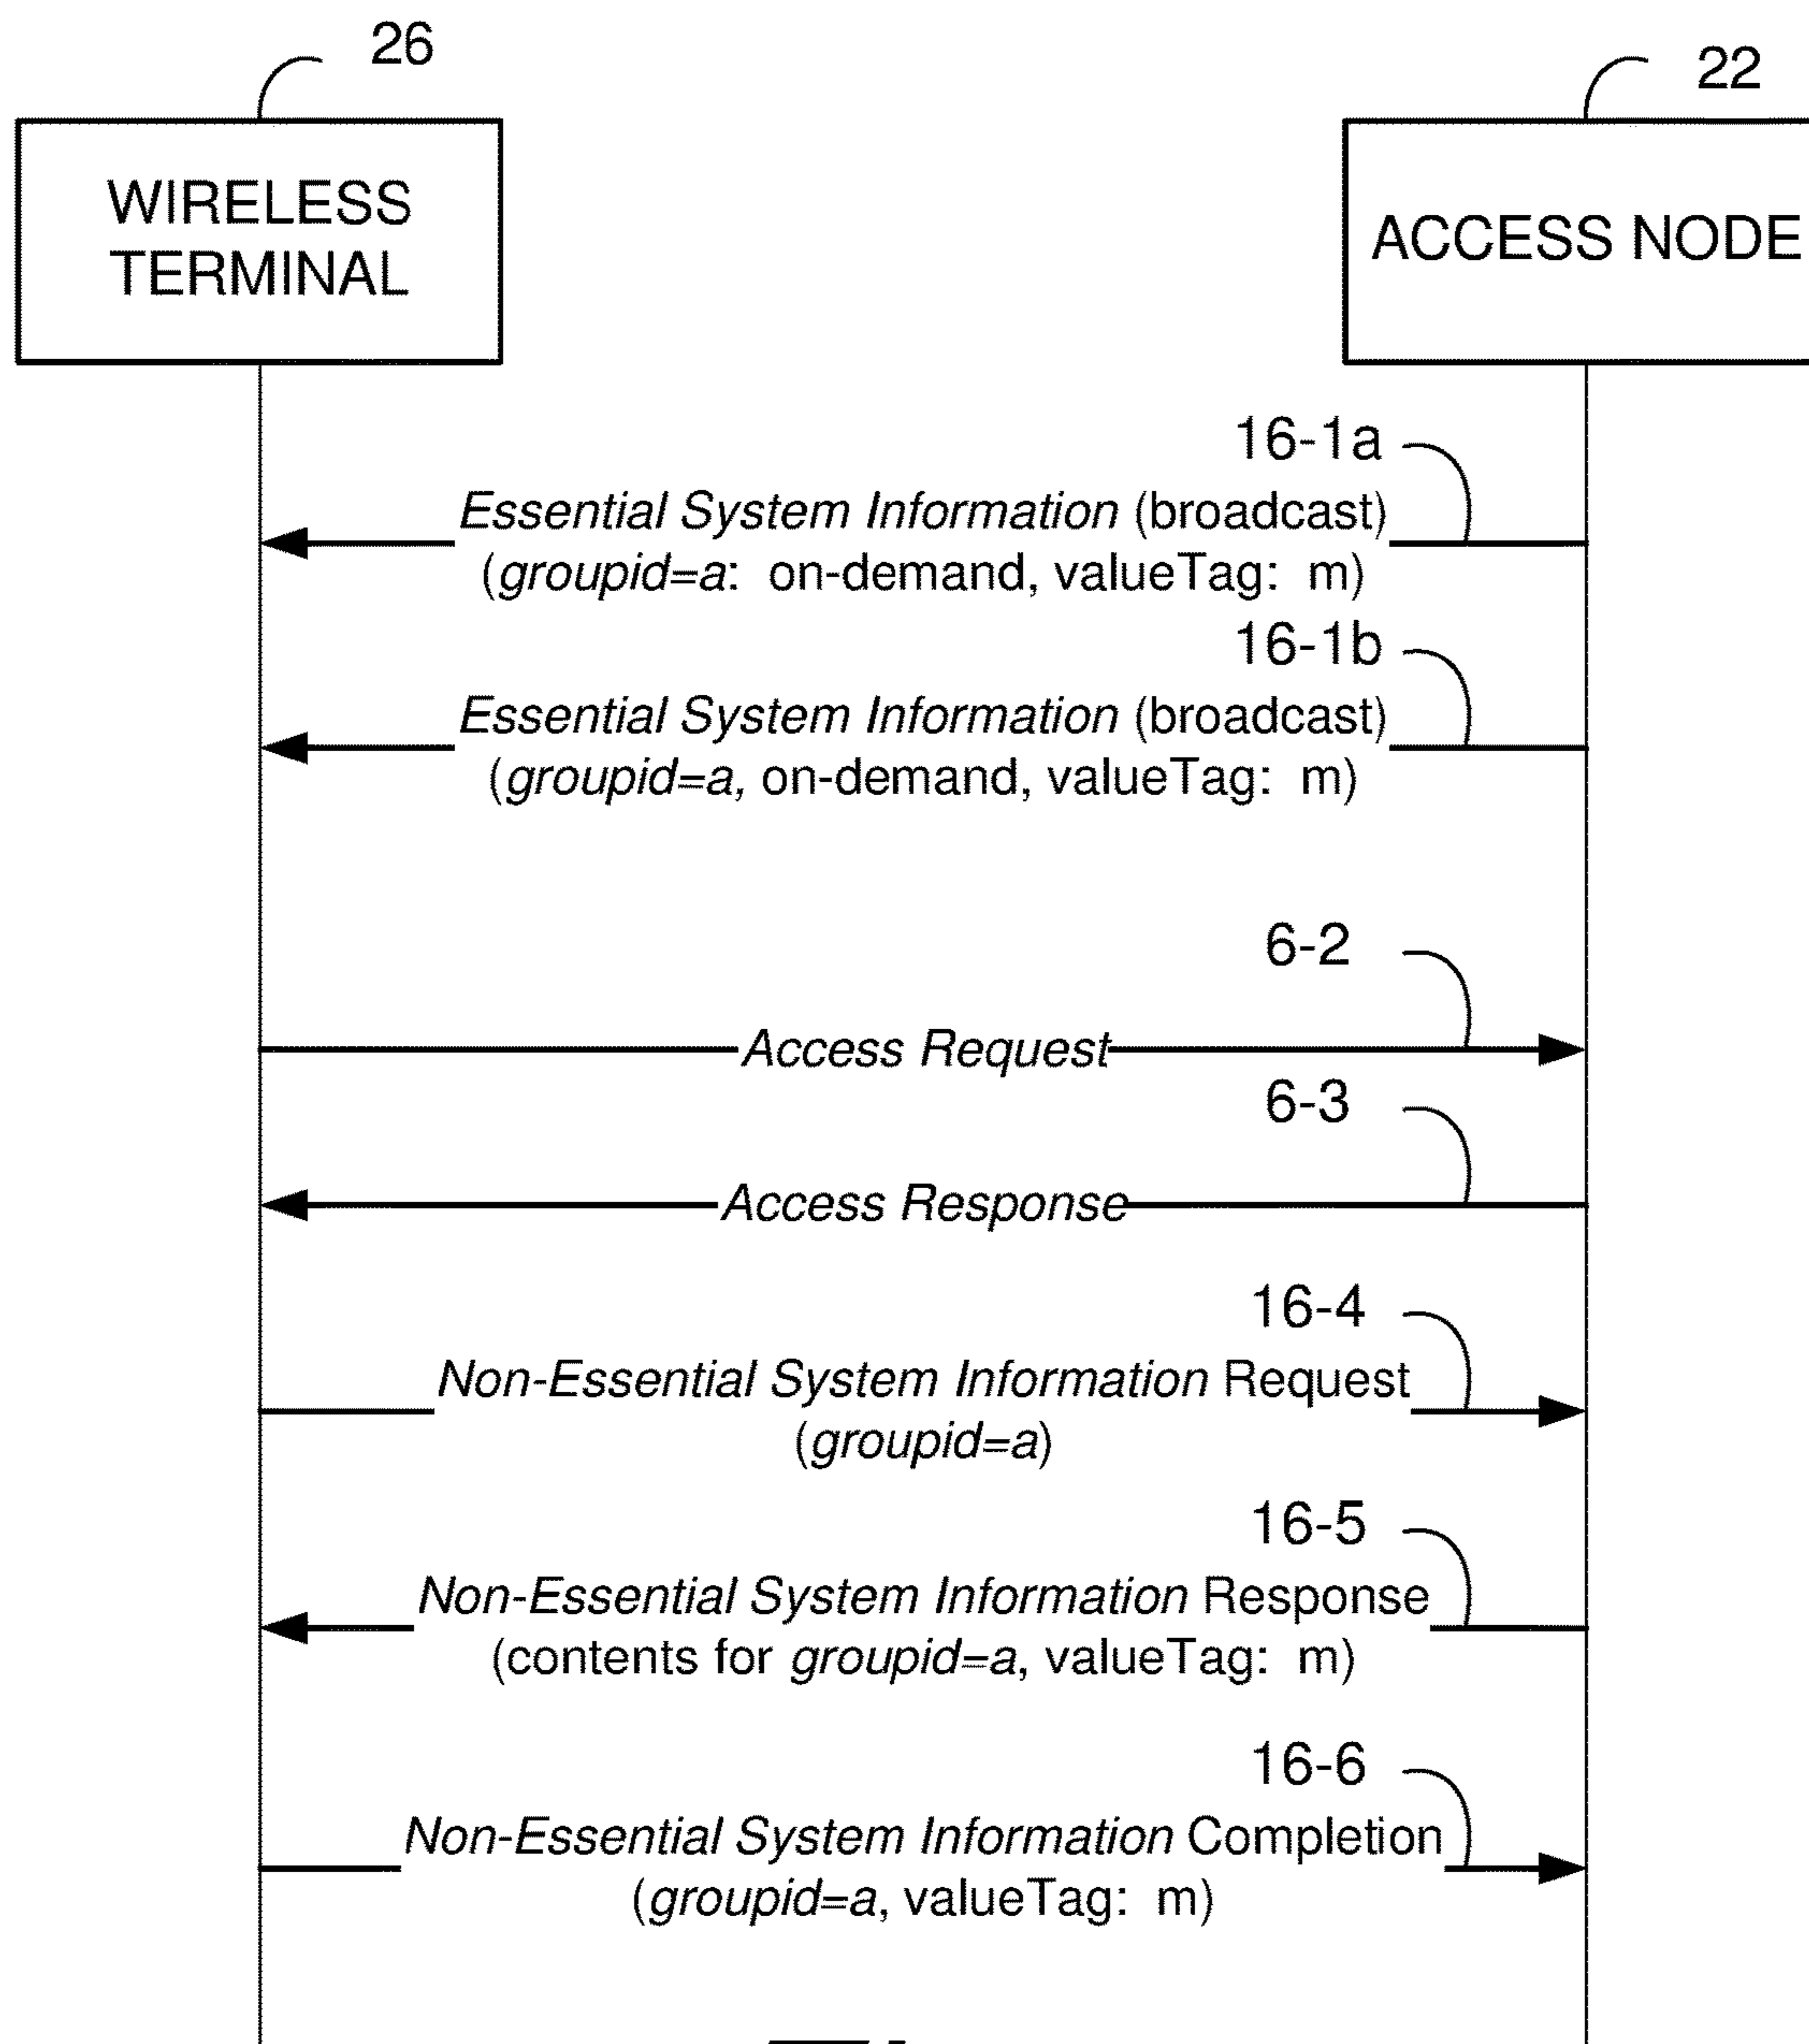 26
22
WIRELESS
TERMINAL
ACCESS NODE
16-1a
Essential System Information (broadcast)
(groupid=a: on-demand, valueTag: m)
16-1b
Essential System Information (broadcast)
(groupid=a, on-demand, valueTag: m)
6-2
Access Request
6-3
Access Response
16-4
Non-Essential System Information Request
(groupid=a)
16-5
Non-Essential System Information Response
(contents for groupid=a, valueTag: m)
16-6
Non-Essential System Information Completion
(groupid=a, valueTag: m)